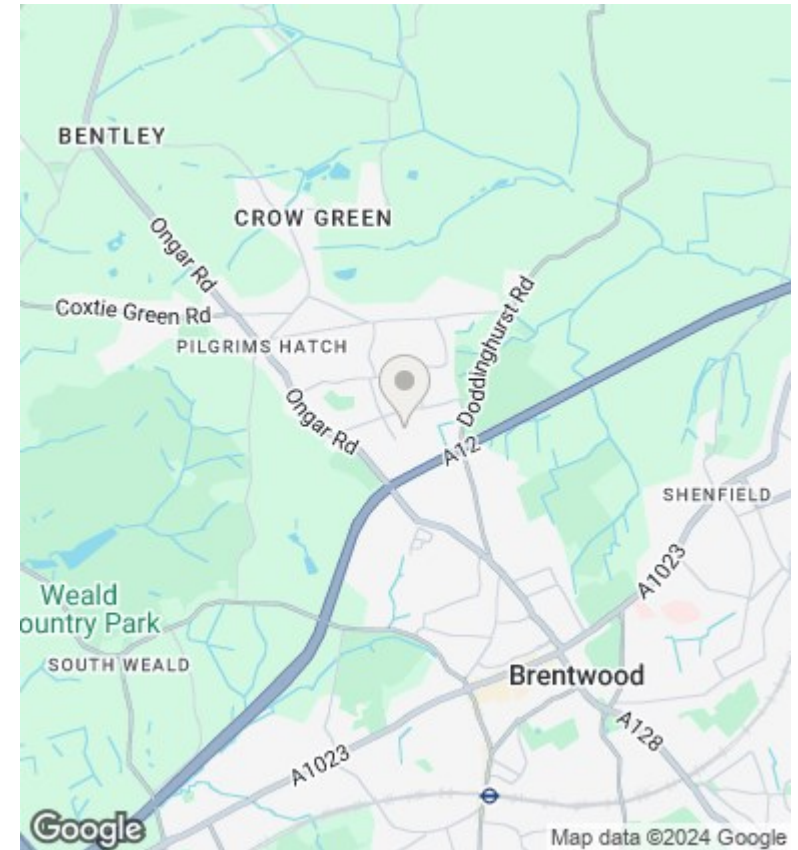 BENTLEY
CROW GREEN
Ongar Rd
Coxtie Green Rd
PILGRIMS HATCH
Doddinghurst Rd
Ongar Rd
A12
SHENFIELD
A1023
Weald
ountry Park
SOUTH WEALD
Brentwood
A128
A1023
Google
Map data ©2024 Google